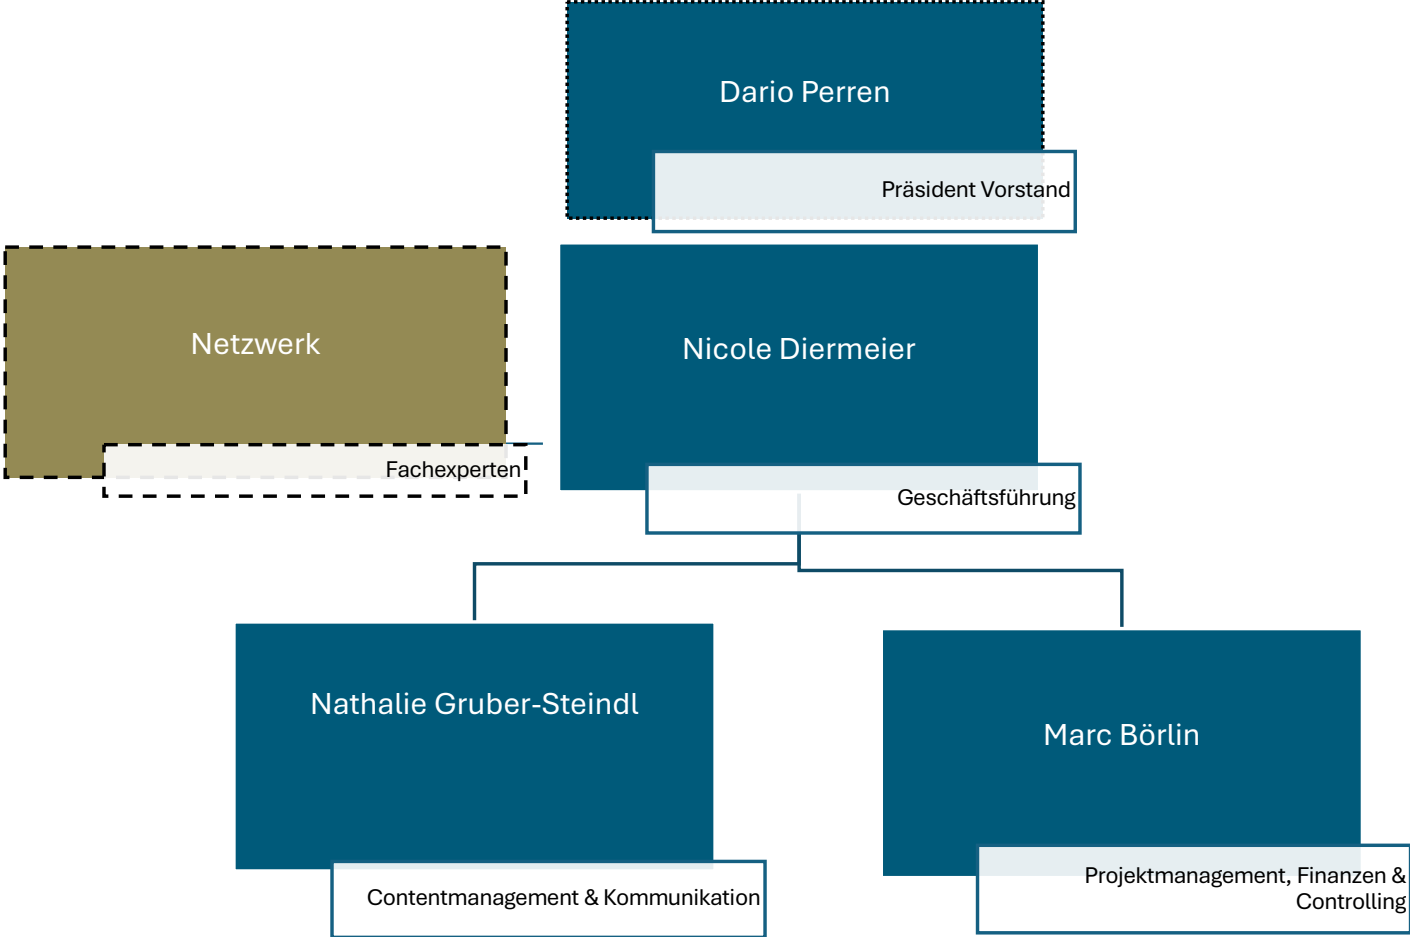 Dario Perren
Präsident Vorstand
Netzwerk
Fachexperten
Nicole Diermeier
Geschäftsführung
Nathalie Gruber-Steindl
Contentmanagement & Kommunikation
Marc Börlin
Projektmanagement, Finanzen &
Controlling